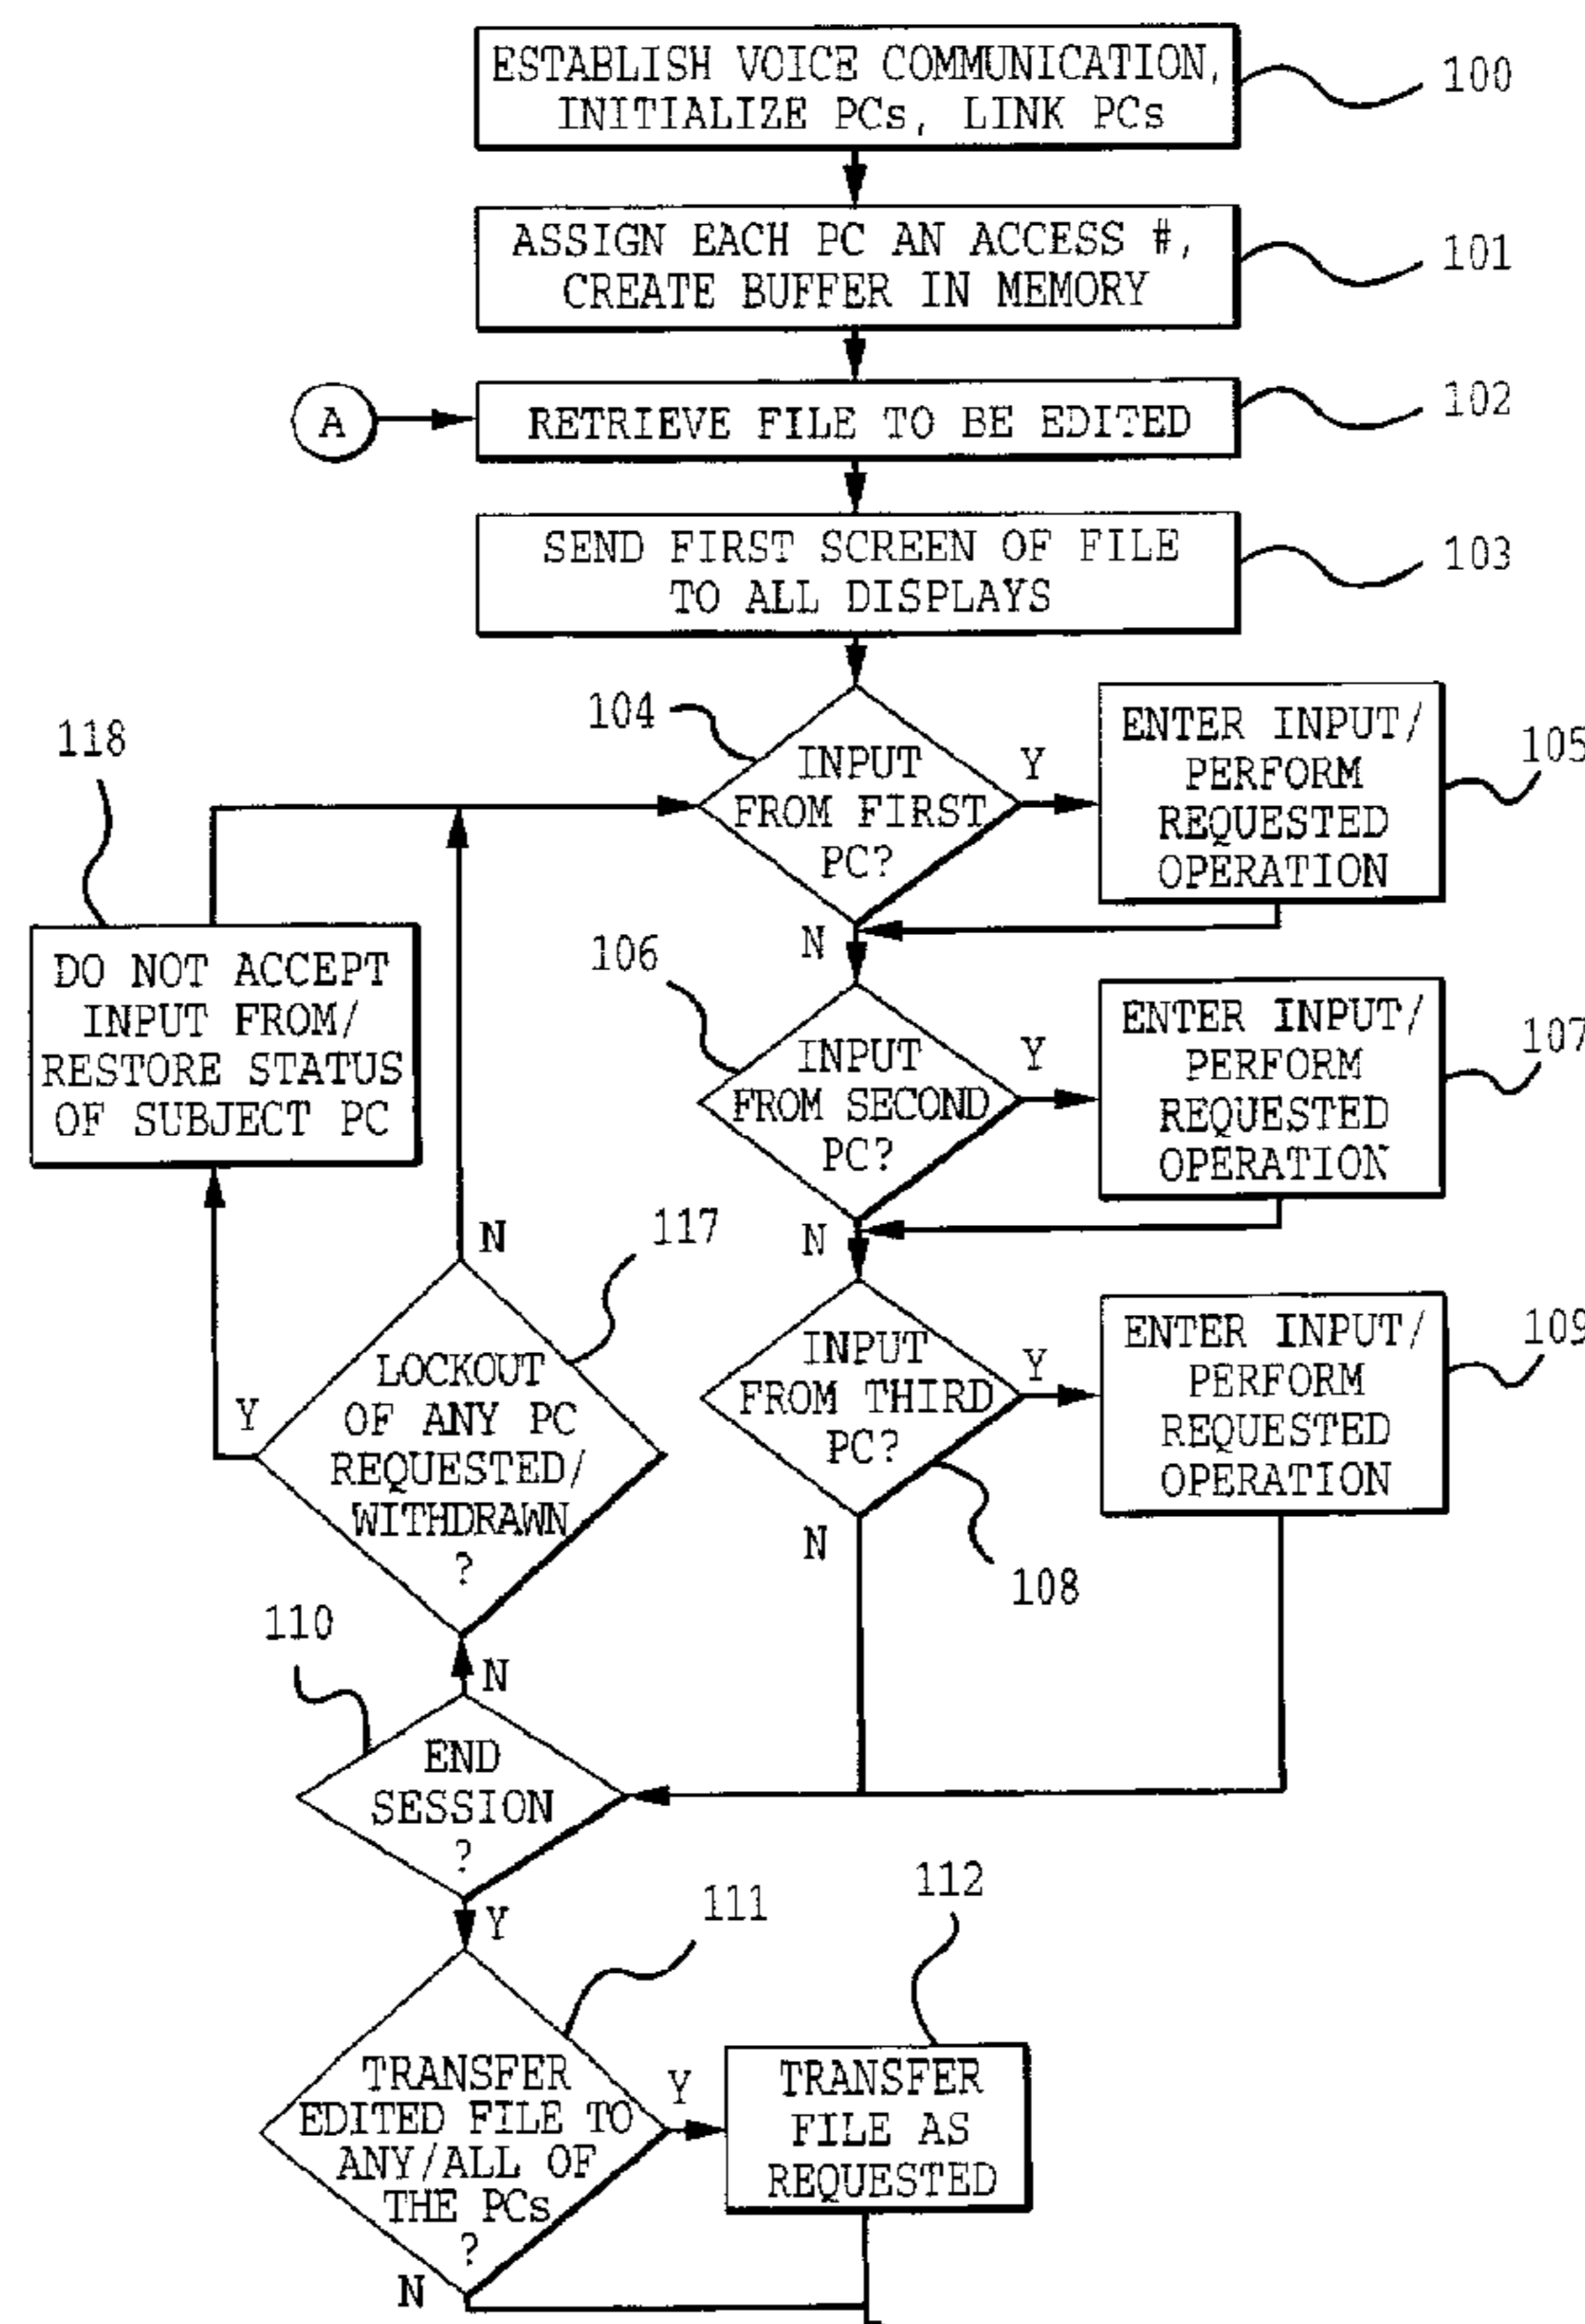 ESTABLISH VOICE COMMUNICATION,
INITIALIZE PCs, LINK PCs
100
ASSIGN EACH PC AN ACCESS #,
CREATE BUFFER IN MEMORY
101
A
RETRIEVE FILE TO BE EDITED
102
SEND FIRST SCREEN OF FILE
TO ALL DISPLAYS
103
104
INPUT
FROM FIRST
PC?
Y
N
ENTER INPUT/
PERFORM
REQUESTED
OPERATION
105
118
DO NOT ACCEPT
INPUT FROM/
RESTORE STATUS
OF SUBJECT PC
106
INPUT
FROM SECOND
PC?
Y
N
ENTER INPUT/
PERFORM
REQUESTED
OPERATION
107
117
N
LOCKOUT
OF ANY PC
REQUESTED/
WITHDRAWN
?
Y
INPUT
FROM THIRD
PC?
Y
N
108
ENTER INPUT/
PERFORM
REQUESTED
OPERATION
109
110
N
END
SESSION
?
Y
111
TRANSFER
EDITED FILE TO
ANY/ALL OF
THE PCs
?
Y
N
112
TRANSFER
FILE AS
REQUESTED